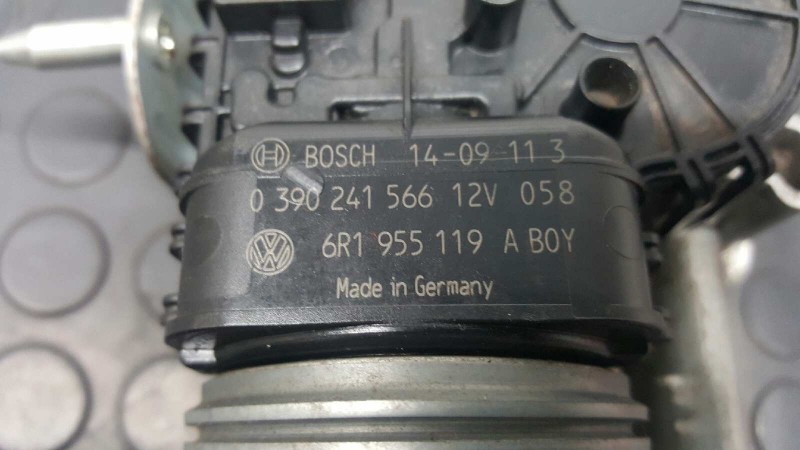 BOSCH 14-09 11 3
0 390 241 566 12V 058
6R1 955 119 A BOY
Made in Germany